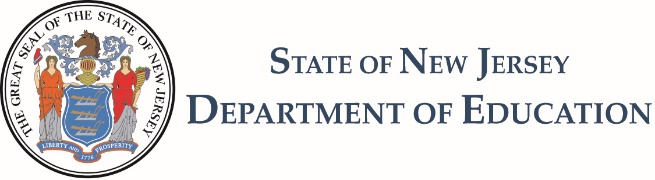 THE GREAT SEAL OF THE STATE OF NEW JERSEY
LIBERTY AND PROSPERITY
1776
STATE OF NEW JERSEY
DEPARTMENT OF EDUCATION